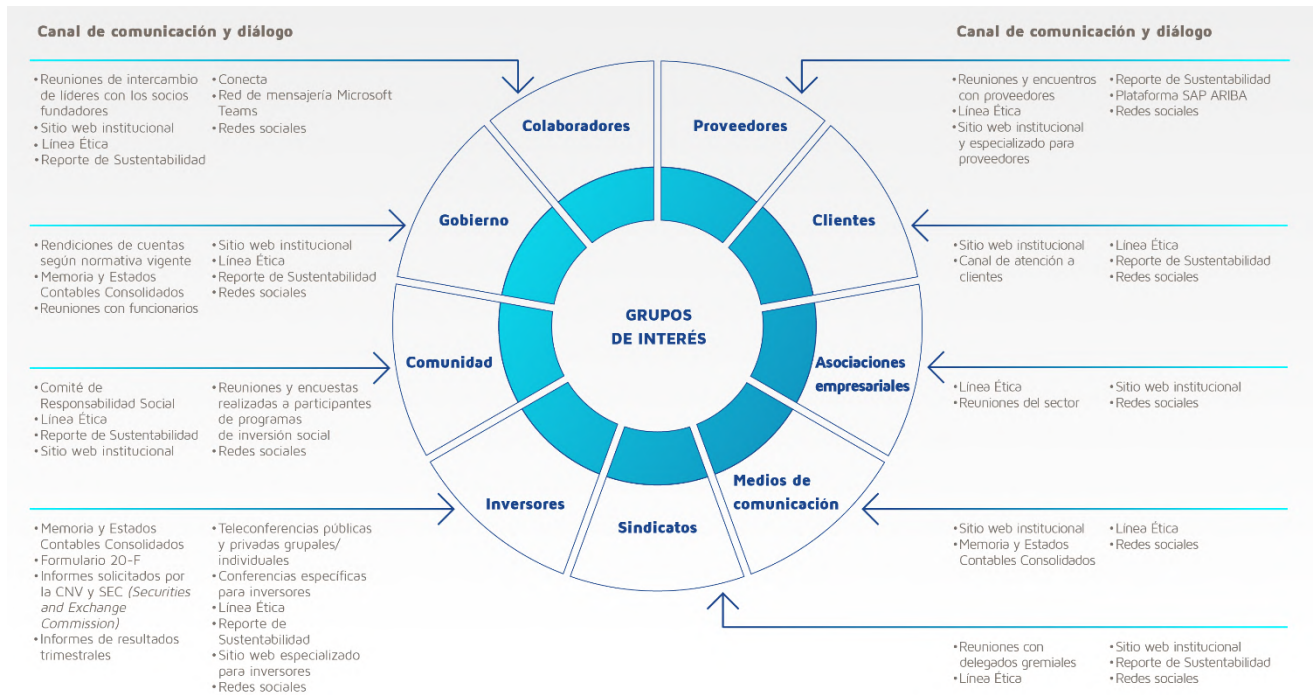 Canal de comunicación y diálogo
• Reuniones de intercambio
de líderes con los socios
fundadores
• Sitio web institucional
• Línea Ética
• Reporte de Sustentabilidad
• Conecta
• Red de mensajería Microsoft
Teams
• Redes sociales
• Rendiciones de cuentas
según normativa vigente
• Memoria y Estados
Contables Consolidados
• Reuniones con funcionarios
• Sitio web institucional
• Línea Ética
• Reporte de Sustentabilidad
• Redes sociales
• Comité de
Responsabilidad Social
• Línea Ética
• Reporte de Sustentabilidad
• Sitio web institucional
• Reuniones y encuestas
realizadas a participantes
de programas
de inversión social
• Redes sociales
• Memoria y Estados
Contables Consolidados
• Formulario 20-F
• Informes solicitados por
la CNV y SEC (Securities
and Exchange
Commission)
• Informes de resultados
trimestrales
• Teleconferencias públicas
y privadas grupales/
individuales
• Conferencias específicas
para inversores
• Línea Ética
• Reporte de
Sustentabilidad
• Sitio web especializado
para inversores
• Redes sociales
Colaboradores
Proveedores
Gobierno
Clientes
GRUPOS
DE INTERÉS
Comunidad
Asociaciones
empresariales
Inversores
Sindicatos
Medios de
comunicación
Canal de comunicación y diálogo
• Reuniones y encuentros
con proveedores
• Línea Ética
• Sitio web institucional
y especializado para
proveedores
• Reporte de Sustentabilidad
• Plataforma SAP ARIBA
• Redes sociales
• Sitio web institucional
• Canal de atención a
clientes
• Línea Ética
• Reporte de Sustentabilidad
• Redes sociales
• Línea Ética
• Reuniones del sector
• Sitio web institucional
• Redes sociales
• Sitio web institucional
• Memoria y Estados
Contables Consolidados
• Línea Ética
• Redes sociales
• Reuniones con
delegados gremiales
• Línea Ética
• Sitio web institucional
• Reporte de Sustentabilidad
• Redes sociales